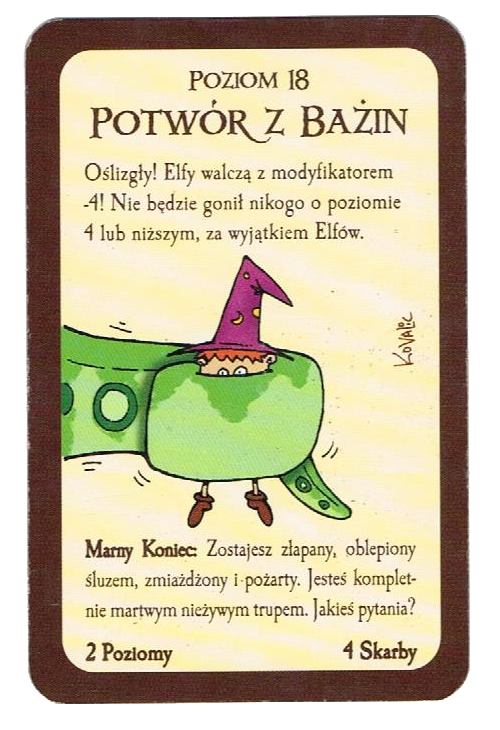 POZIOM 18
POTWÓR Z BAŻIN
Oślizgły! Elfy walczą z modyfikatorem
-4! Nie będzie gonił nikogo o poziomie
4 lub niższym, za wyjątkiem Elfów.
KOVALIC
Marny Koniec: Zostajesz złapany, oblepiony
śluzem, zmiażdżony i pożarty. Jesteś komplet-
nie martwym nieżywym trupem. Jakieś pytania?
2 Poziomy 4 Skarby